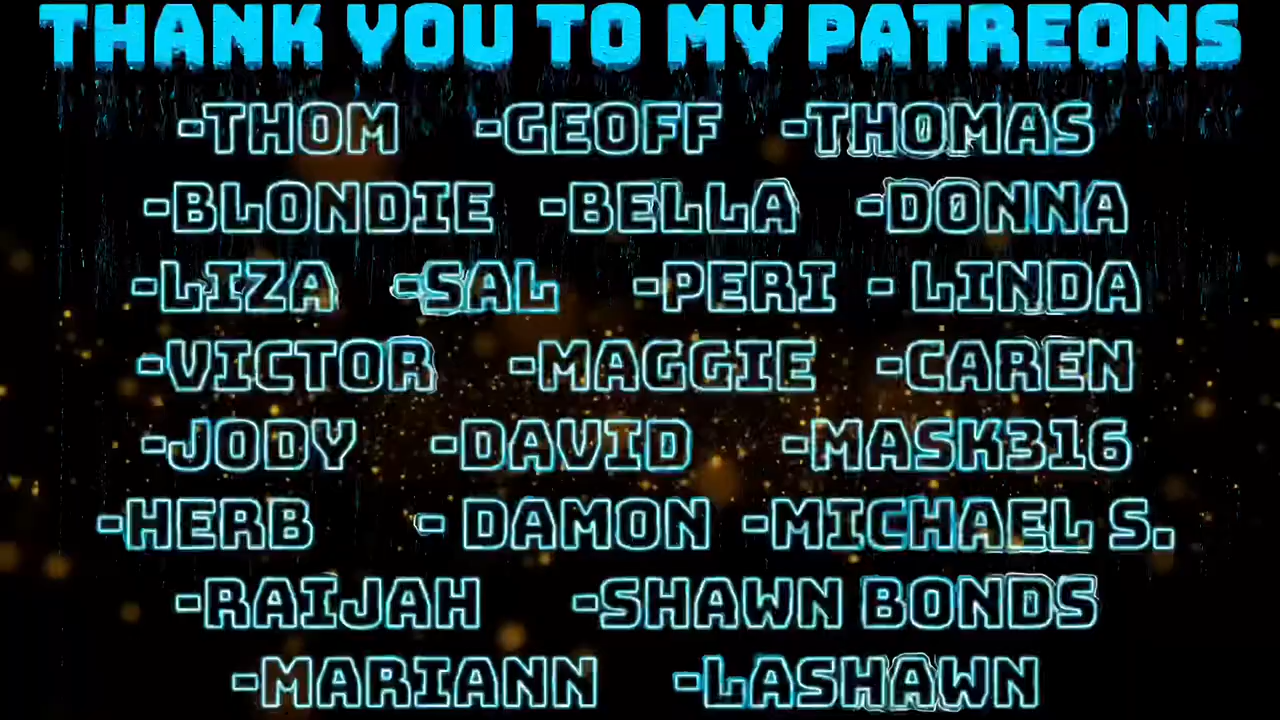 THANK YOU TO MY PATREONS
-THOM -GEOFF -THOMAS
-BLONDIE -BELLA -DONNA
-LIZA -SAL -PERI - LINDA
-VICTOR -MAGGIE -CAREN
-JODY -DAVID -MASK316
-HERB - DAMON -MICHAEL S.
-RAIJAH -SHAWN BONDS
-MARIANN -LASHAWN